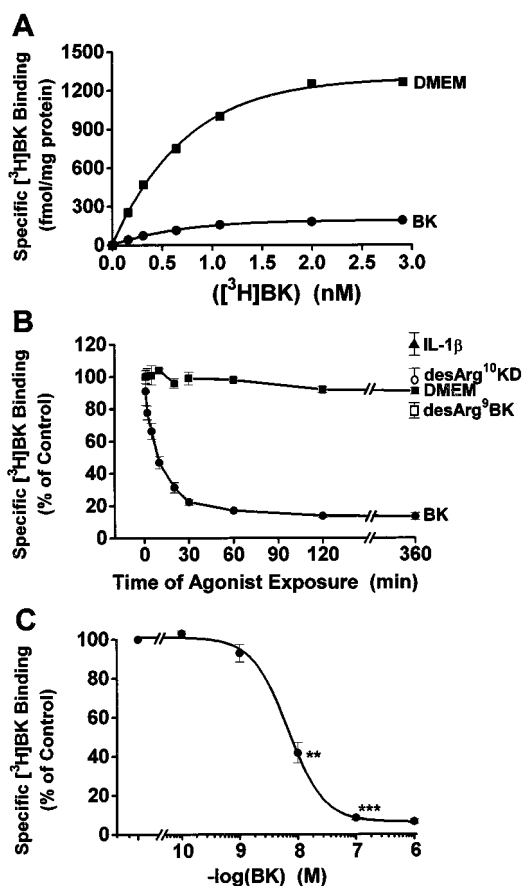 A
Specific [³H]BK Binding
(fmol/mg protein)
1500
1200
900
600
300
0
DMEM
BK
0.0 0.5 1.0 1.5 2.0 2.5 3.0
([³H]BK) (nM)
B
Specific [³H]BK Binding
(% of Control)
120
100
80
60
40
20
0
IL-1β
desArg¹⁰KD
DMEM
desArg⁹BK
BK
0 30 60 90 120 360
Time of Agonist Exposure (min)
C
Specific [³H]BK Binding
(% of Control)
100
80
60
40
20
0
**
***
10 9 8 7 6
-log(BK) (M)